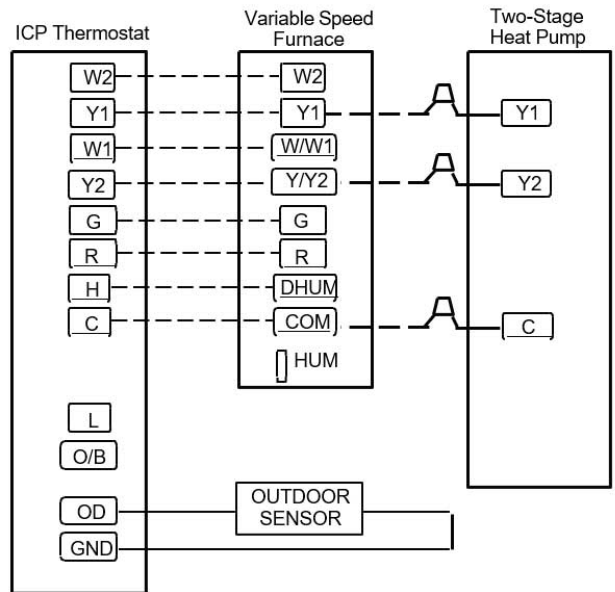 ICP Thermostat
Variable Speed
Furnace
Two-Stage
Heat Pump
W2
W2
Y1
Y1
Y1
W1
W/W1
Y2
Y/Y2
Y2
G
G
R
R
H
DHUM
C
COM
C
HUM
L
O/B
OD
OUTDOOR
SENSOR
GND